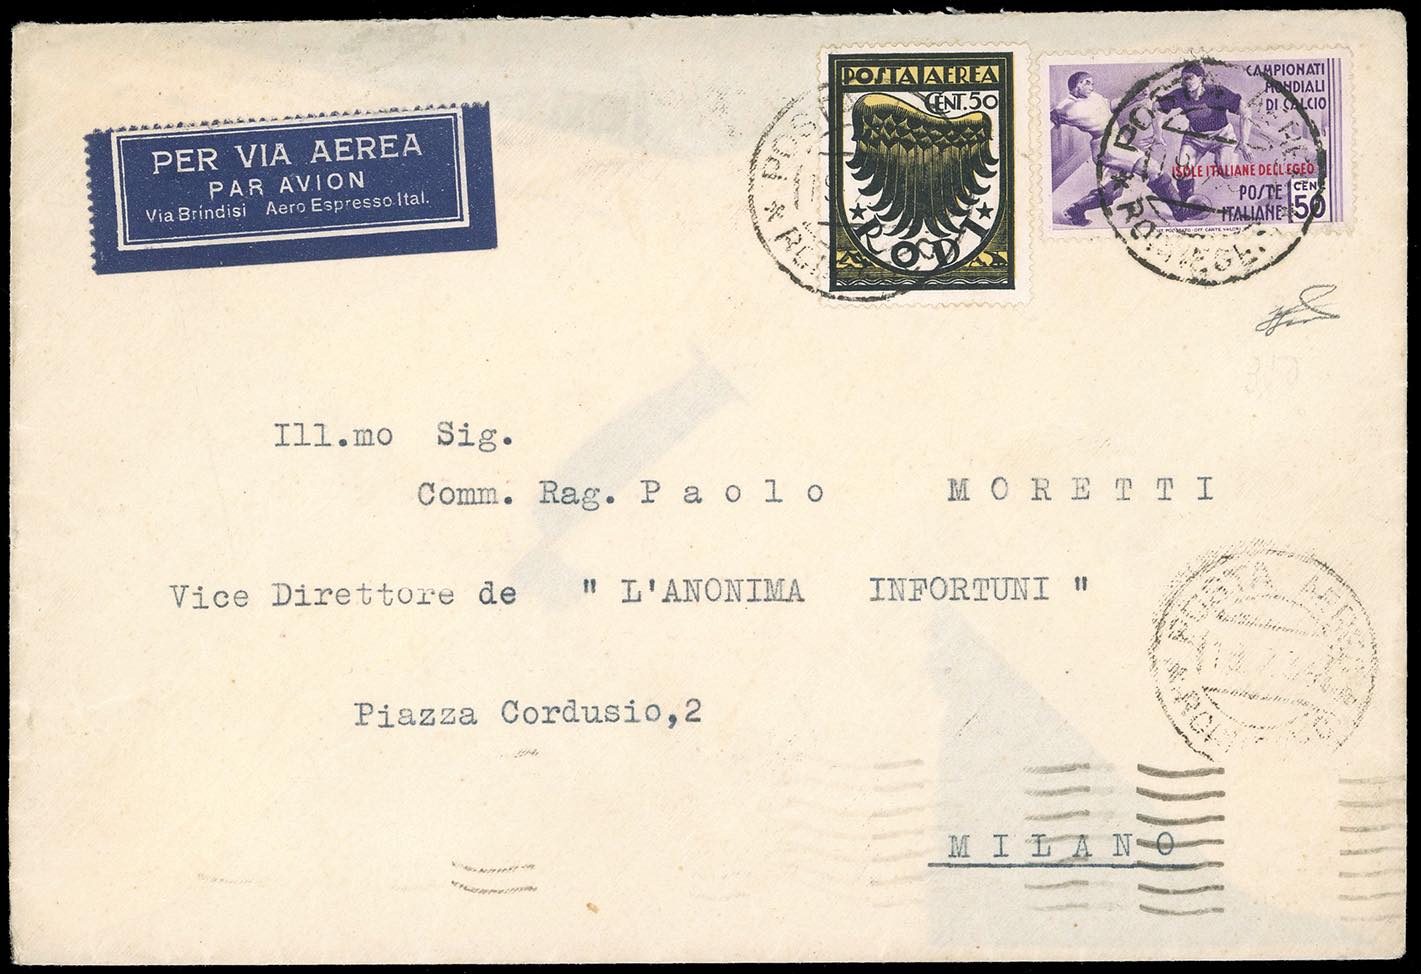 PER VIA AEREA
PAR AVION
Via Brindisi Aero Espresso Ital.
POSTA AEREA
CENT. 50
RODI
CAMPIONATI
MONDIALI
DI CALCIO
ISOLE ITALIANE DELL'EGEO
POSTE
ITALIANE
CENT
50
Ill.mo Sig.
Comm. Rag. Paolo MORETTI
Vice Direttore de " L'ANONIMA INFORTUNI "
Piazza Cordusio,2
MILANO